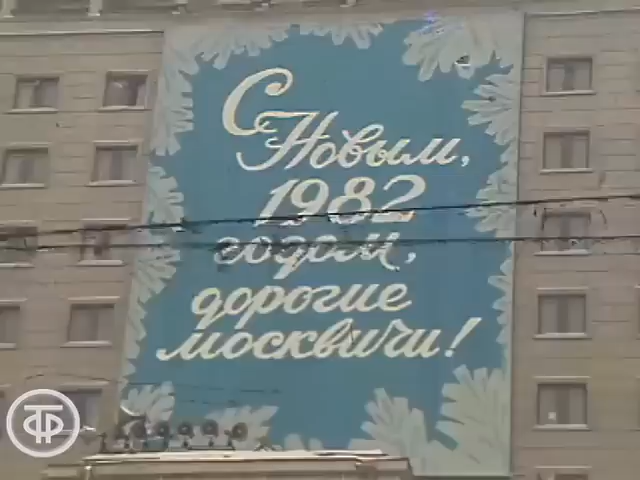 С Новым,
1982
годом,
дорогие
москвичи!